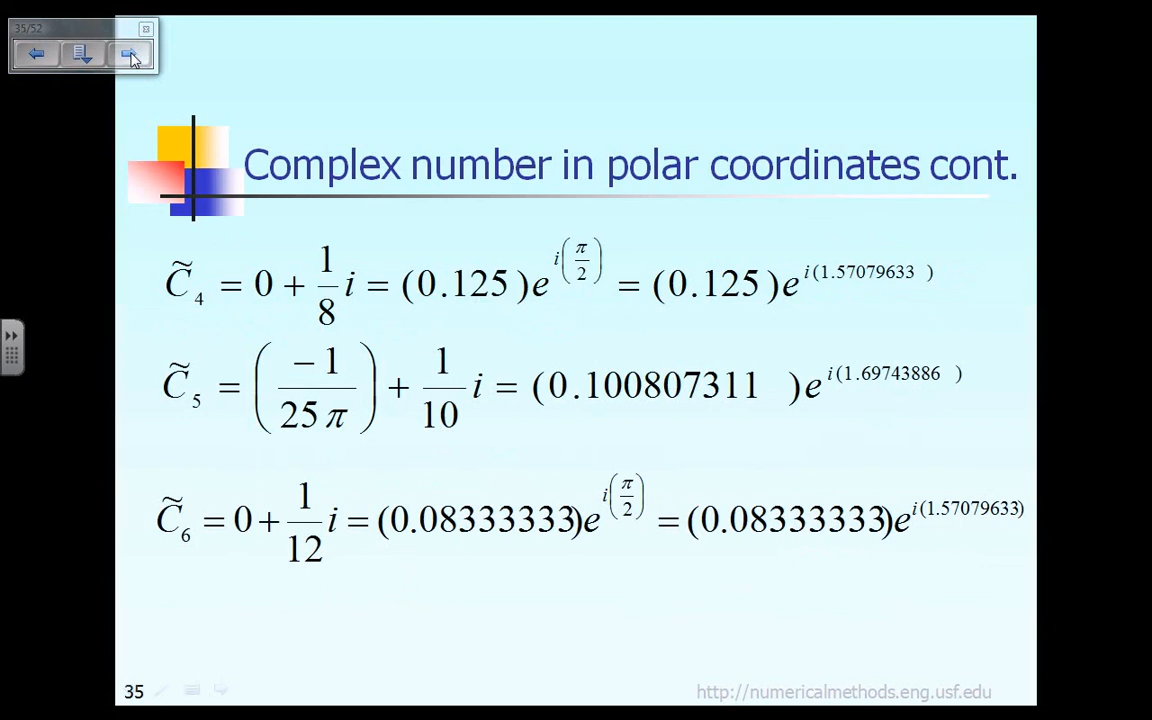 35/52
Complex number in polar coordinates cont.
C̃₄ = 0 + 1/8 i = (0.125)e^{i(π/2)} = (0.125)e^{i(1.57079633)}
C̃₅ = (−1/25π) + 1/10 i = (0.100807311)e^{i(1.69743886)}
C̃₆ = 0 + 1/12 i = (0.08333333)e^{i(π/2)} = (0.08333333)e^{i(1.57079633)}
35
http://numericalmethods.eng.usf.edu